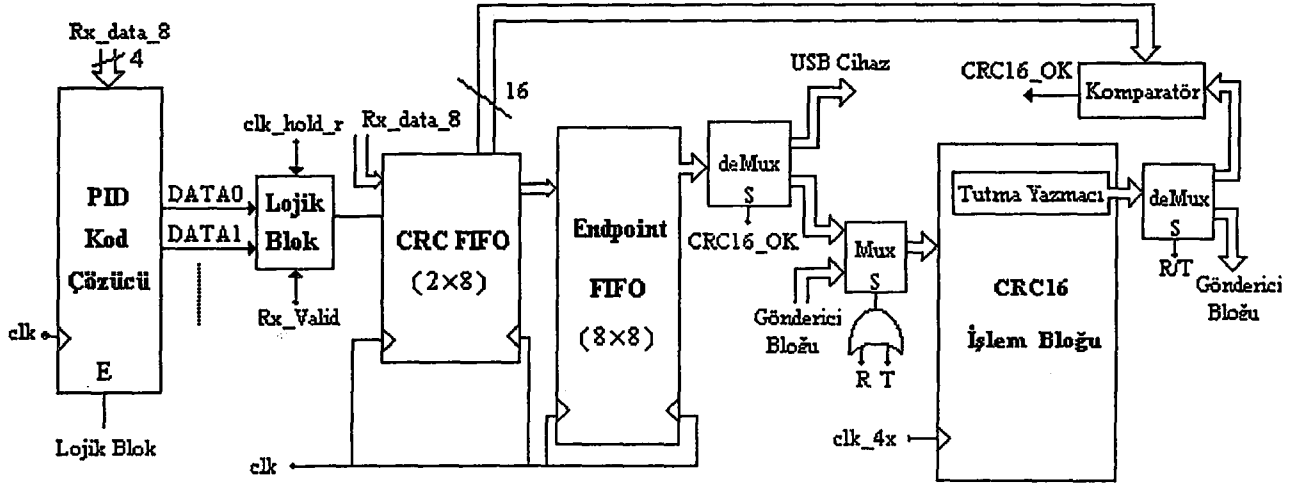 Rx_data_8
4
PID
Kod
Çözücü
clk
E
Lojik Blok
DATA0
DATA1
clk_hold_r
Lojik
Blok
Rx_Valid
Rx_data_8
16
CRC FIFO
(2×8)
clk
Endpoint
FIFO
(8×8)
USB Cihaz
deMux
S
CRC16_OK
Gönderici
Bloğu
Mux
S
R T
clk_4x
CRC16_OK
Komparatör
Tutma Yazmacı
CRC16
İşlem Bloğu
deMux
S
R/T
Gönderici
Bloğu